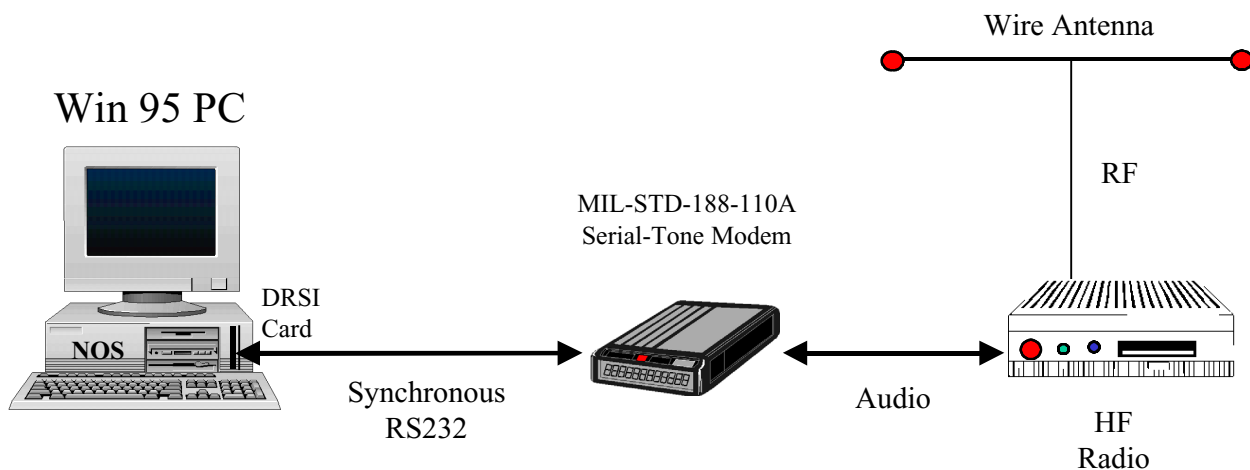 Wire Antenna
Win 95 PC
RF
MIL-STD-188-110A
Serial-Tone Modem
DRSI
Card
NOS
Synchronous
RS232
Audio
HF
Radio